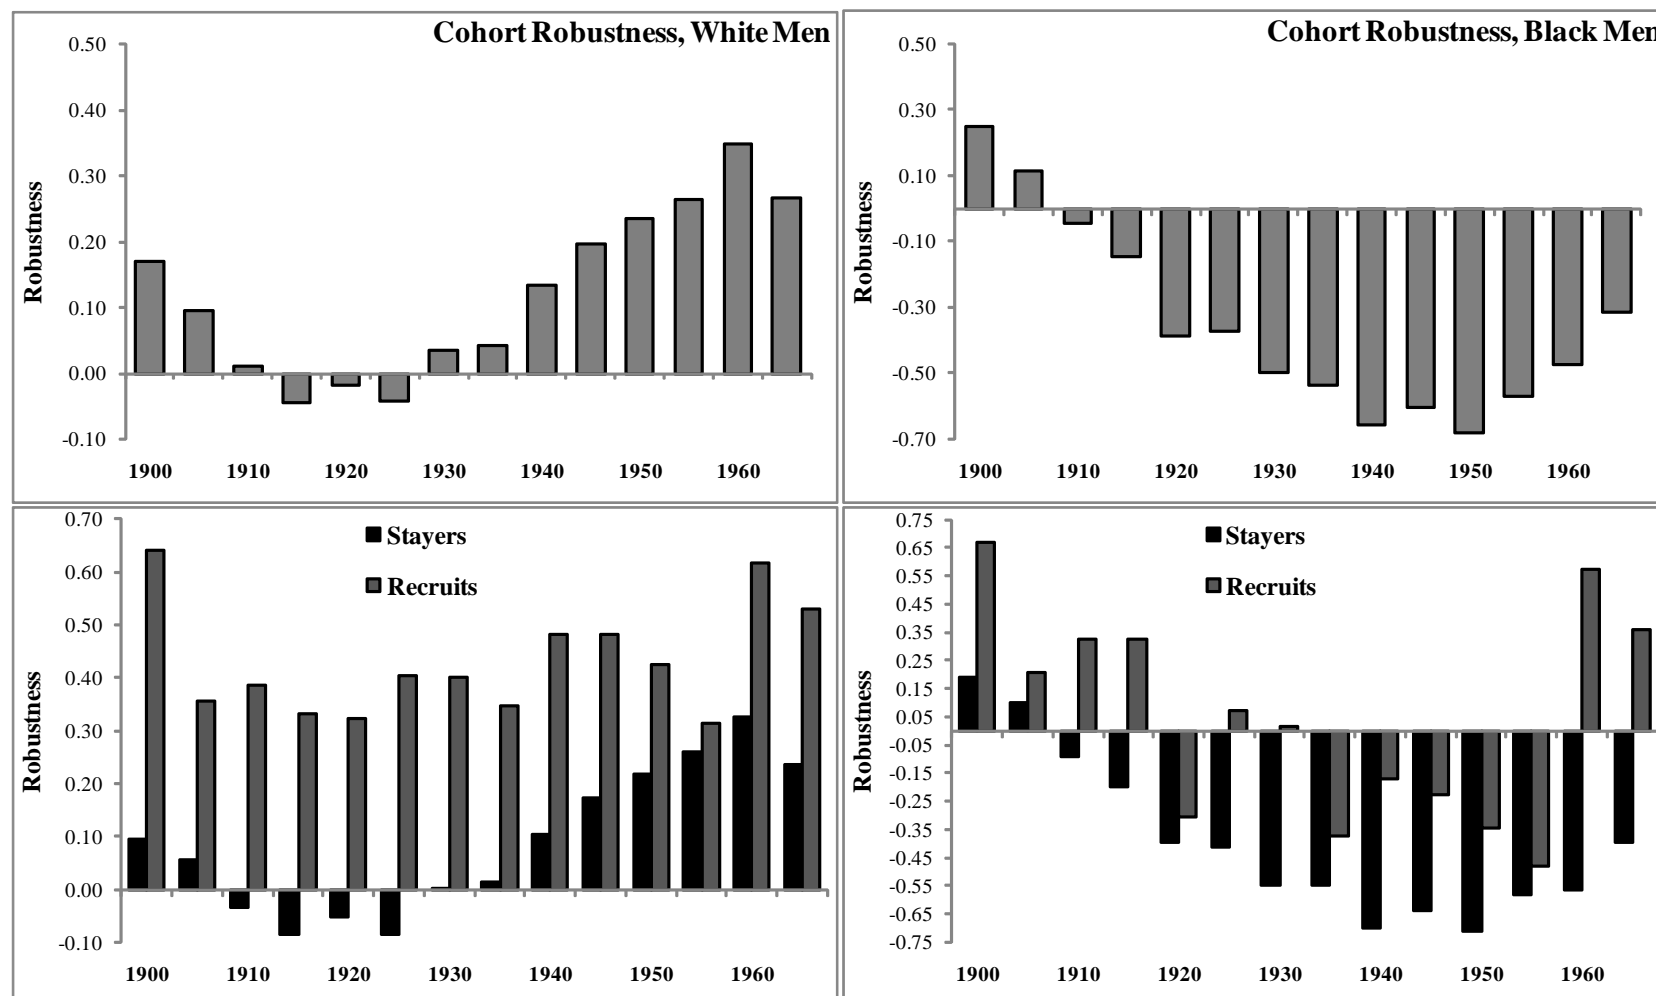 Cohort Robustness, White Men
0.50
0.40
0.30
0.20
0.10
0.00
-0.10
Robustness
1900 1910 1920 1930 1940 1950 1960
Cohort Robustness, Black Men
0.50
0.30
0.10
-0.10
-0.30
-0.50
-0.70
Robustness
1900 1910 1920 1930 1940 1950 1960
0.70
0.60
0.50
0.40
0.30
0.20
0.10
0.00
-0.10
Robustness
Stayers
Recruits
1900 1910 1920 1930 1940 1950 1960
0.75
0.65
0.55
0.45
0.35
0.25
0.15
0.05
-0.05
-0.15
-0.25
-0.35
-0.45
-0.55
-0.65
-0.75
Robustness
Stayers
Recruits
1900 1910 1920 1930 1940 1950 1960